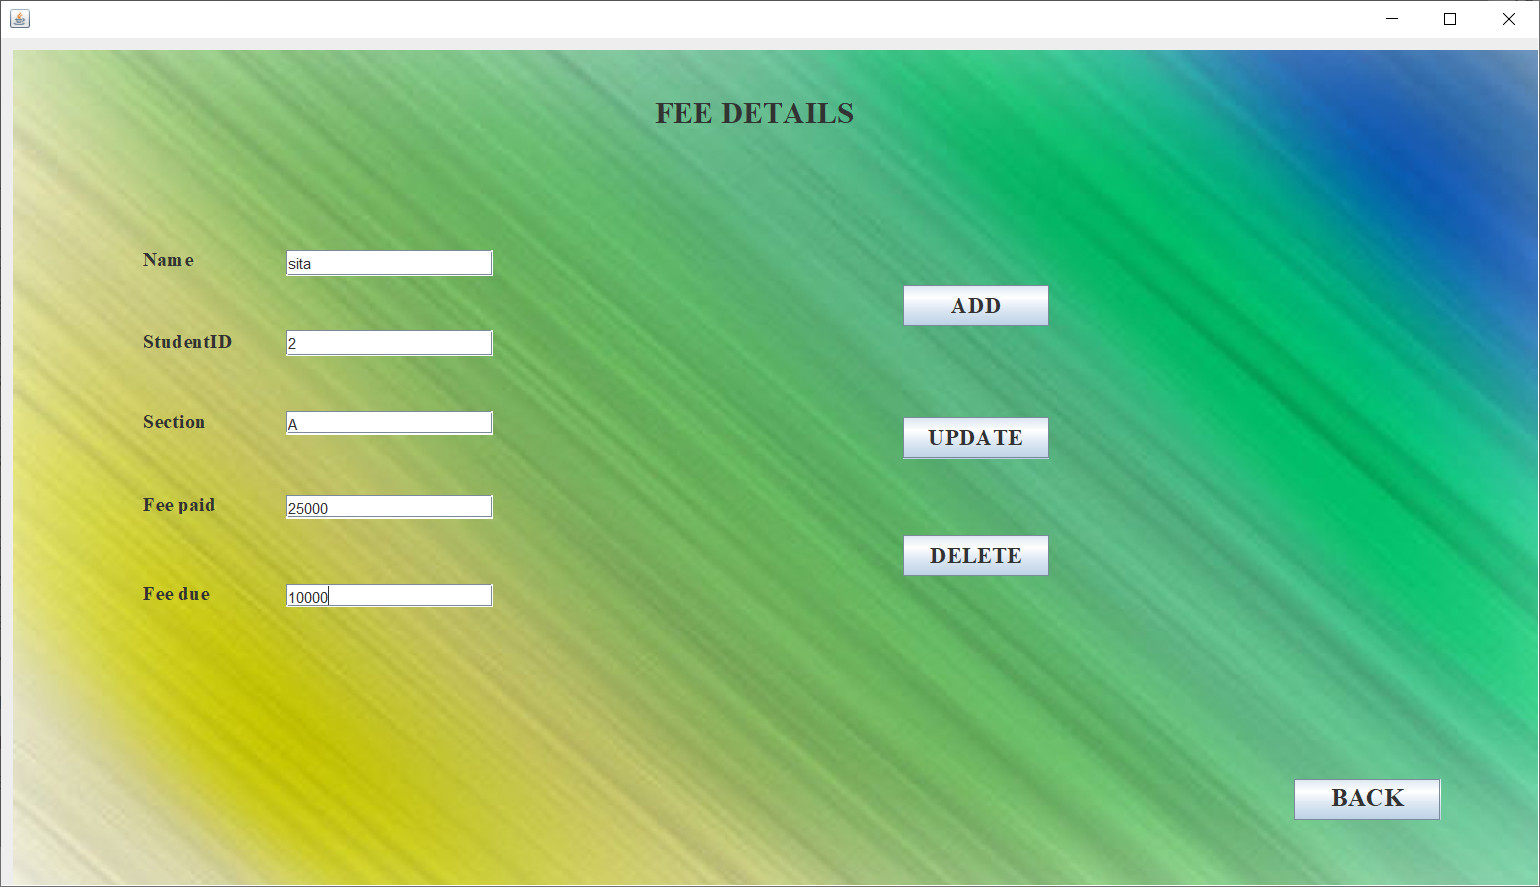 FEE DETAILS
Name sita
ADD
StudentID 2
Section A
UPDATE
Fee paid 25000
DELETE
Fee due 10000
BACK